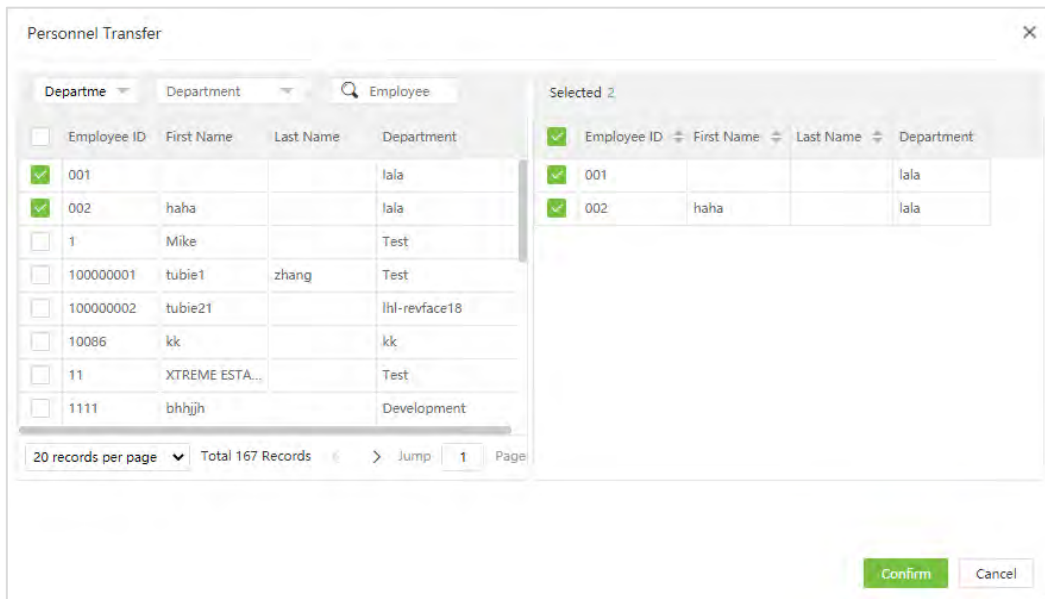 Personnel Transfer
Departme Department Employee
Employee ID First Name Last Name Department
001 lala
002 haha lala
1 Mike Test
100000001 tubie1 zhang Test
100000002 tubie21 lhl-revface18
10086 kk kk
11 XTREME ESTA... Test
1111 bhhjjh Development
20 records per page Total 167 Records < > Jump 1 Page
Selected 2
Employee ID First Name Last Name Department
001 lala
002 haha lala
Confirm Cancel